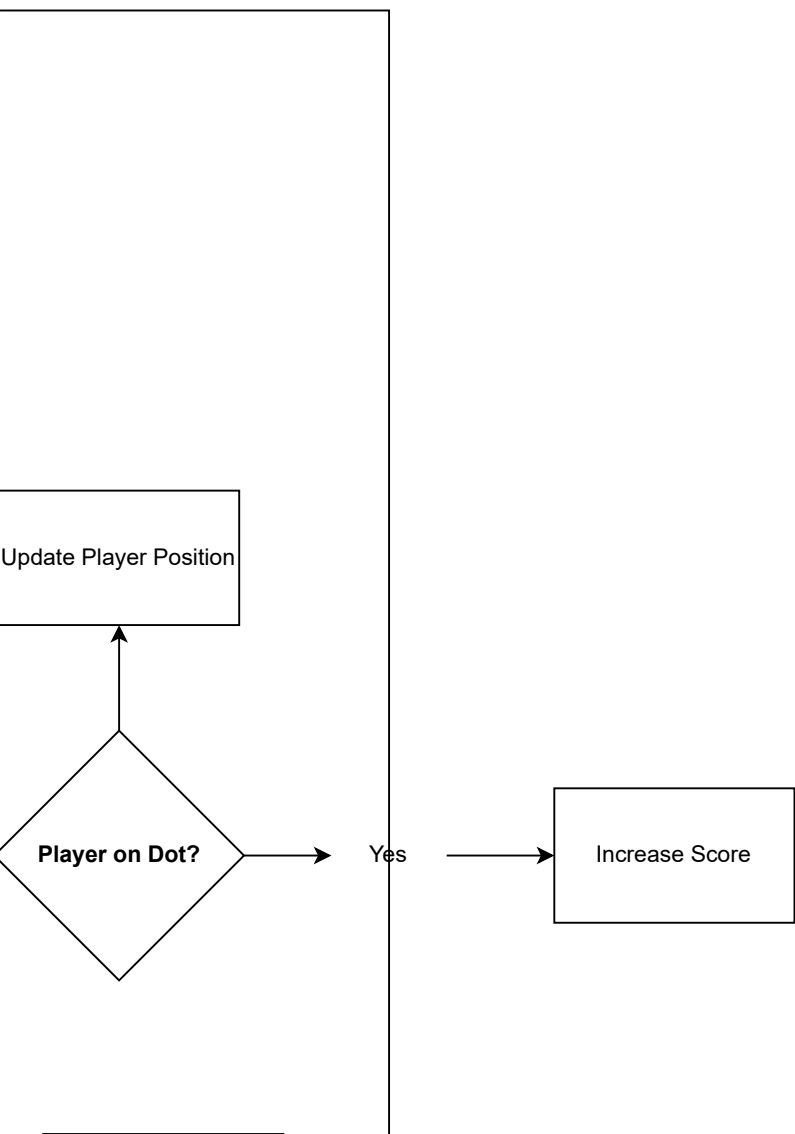 Update Player Position
Player on Dot?
Yes
Increase Score